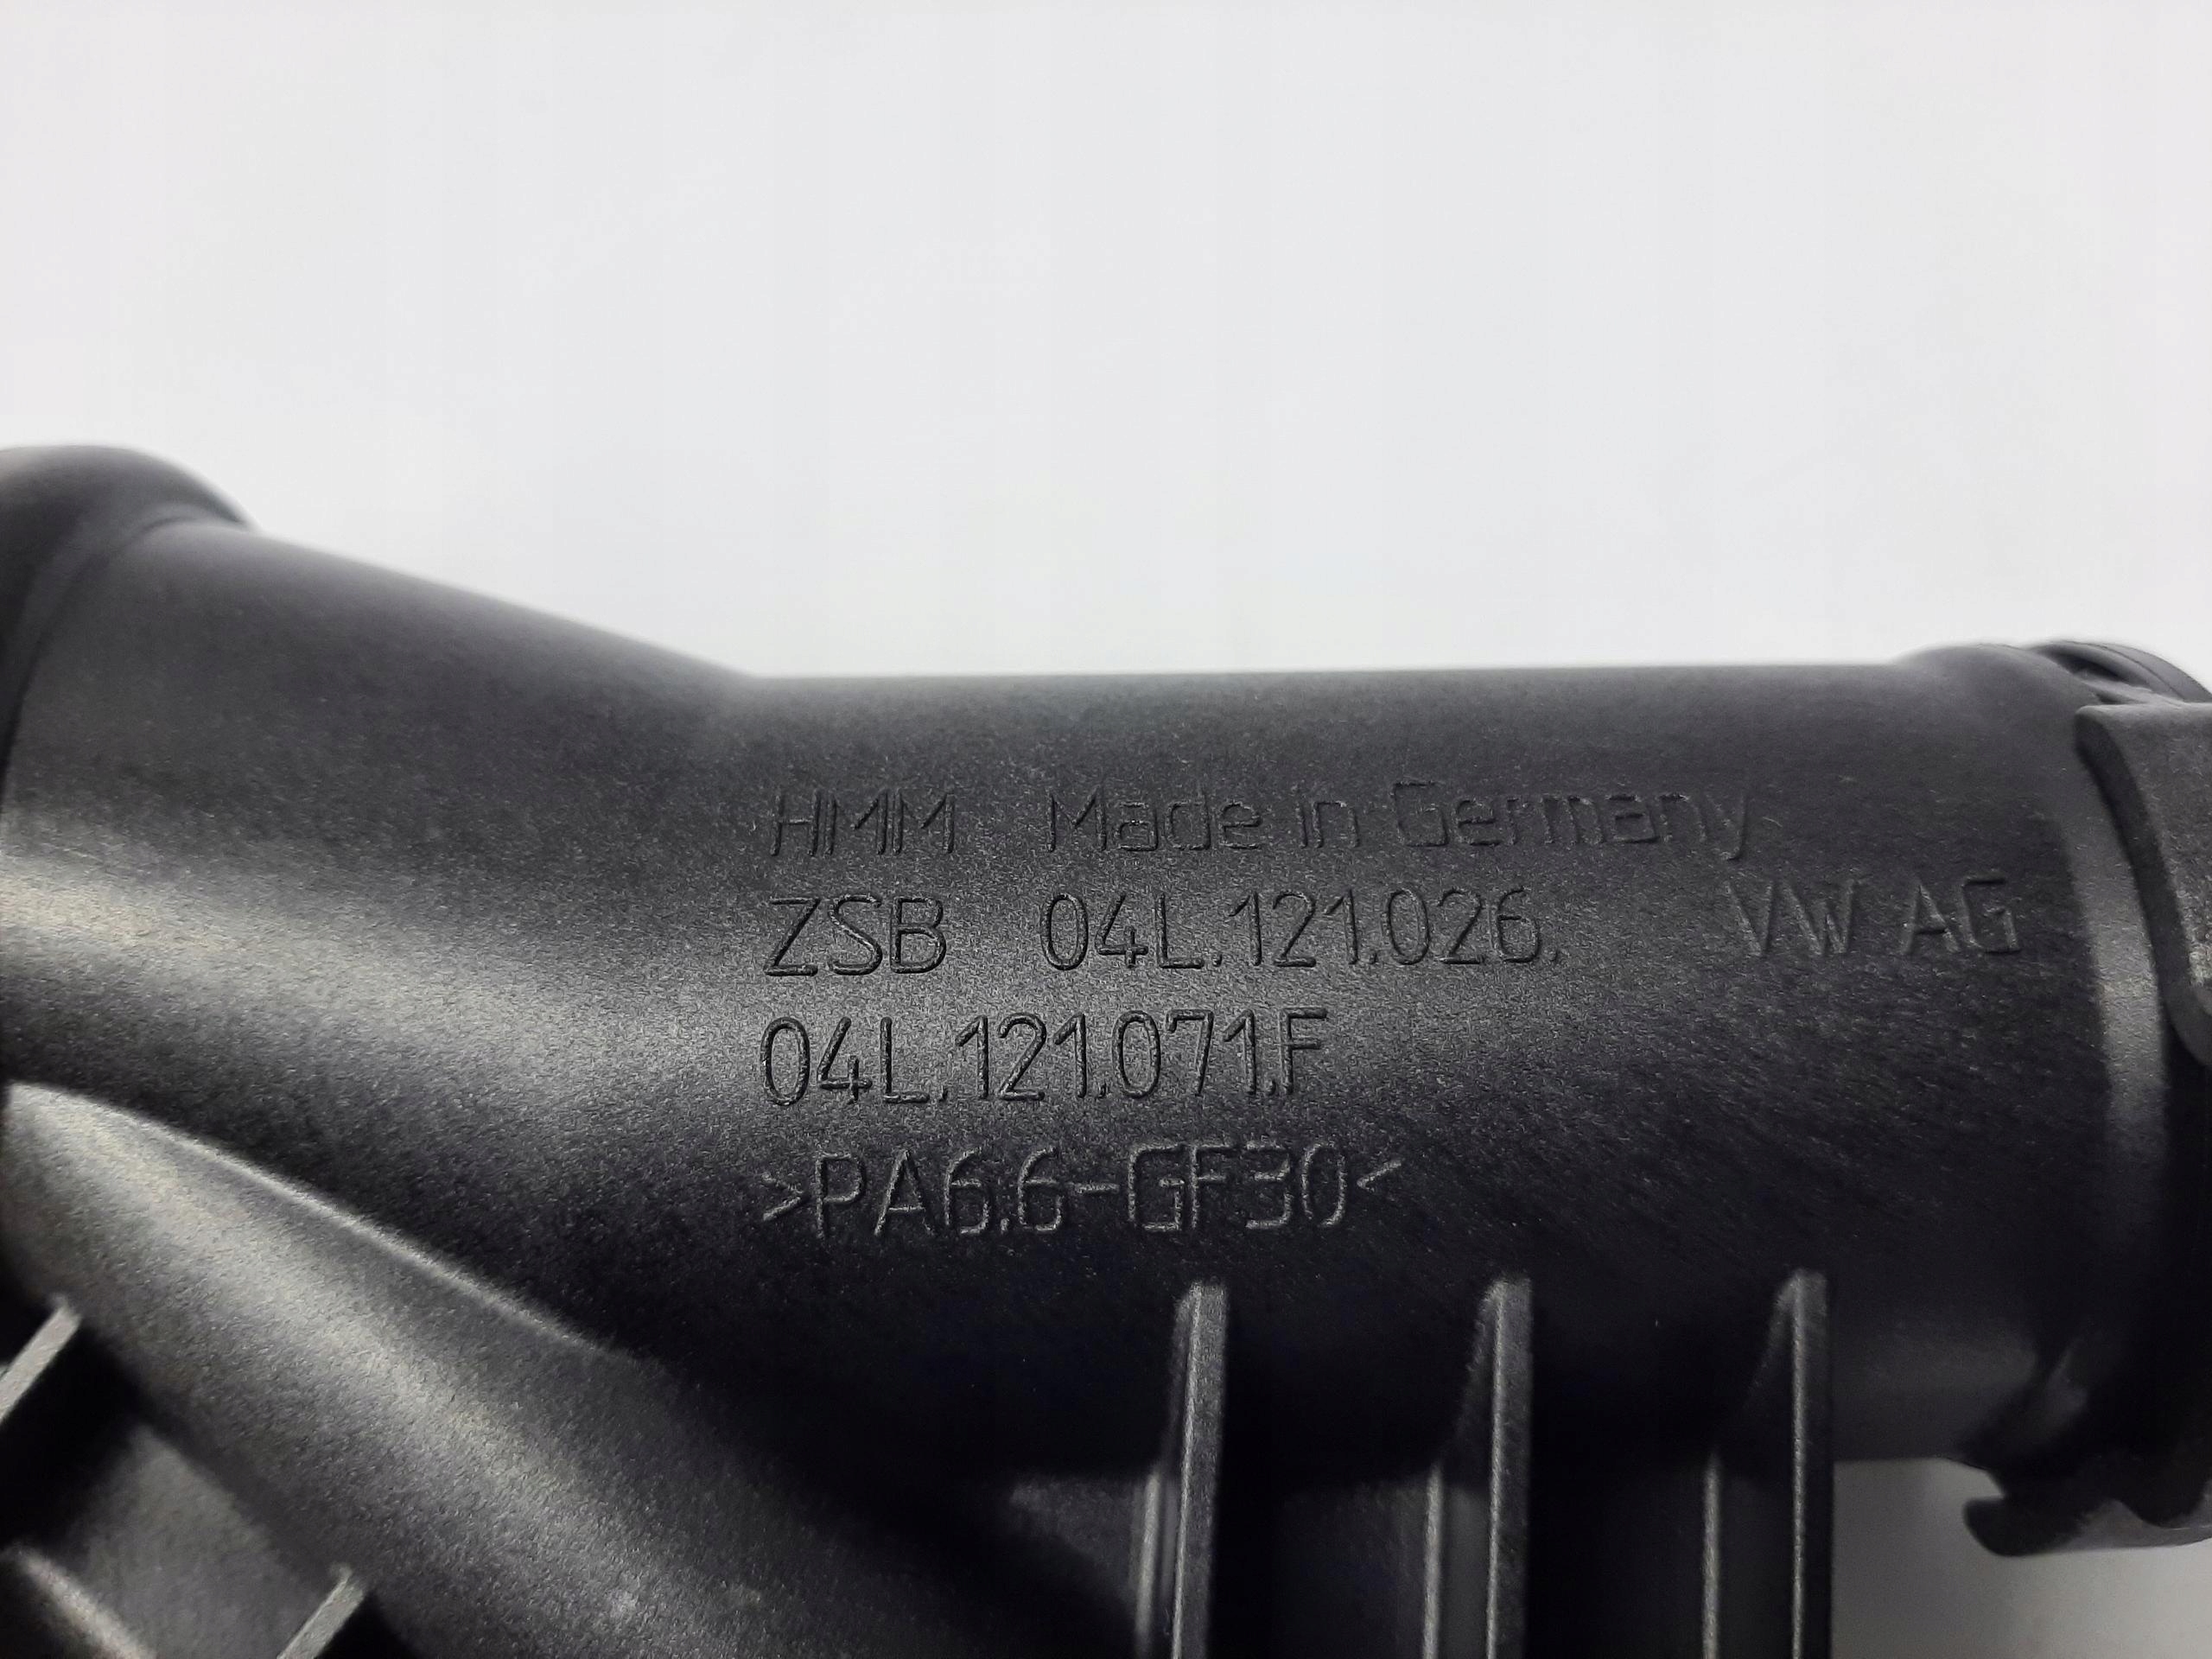 HMM Made in Germany
ZSB 04L.121.026. VW AG
04L.121.071.F
>PA6.6-GF30<